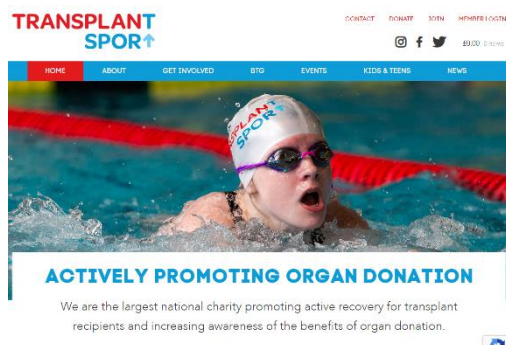 TRANSPLANT
SPORT
CONTACT DONATE JOIN MEMBER LOGIN
£0.00 0 items
HOME ABOUT GET INVOLVED BTG EVENTS KIDS & TEENS NEWS
TRANSPLANT
SPORT
ACTIVELY PROMOTING ORGAN DONATION
We are the largest national charity promoting active recovery for transplant
recipients and increasing awareness of the benefits of organ donation.